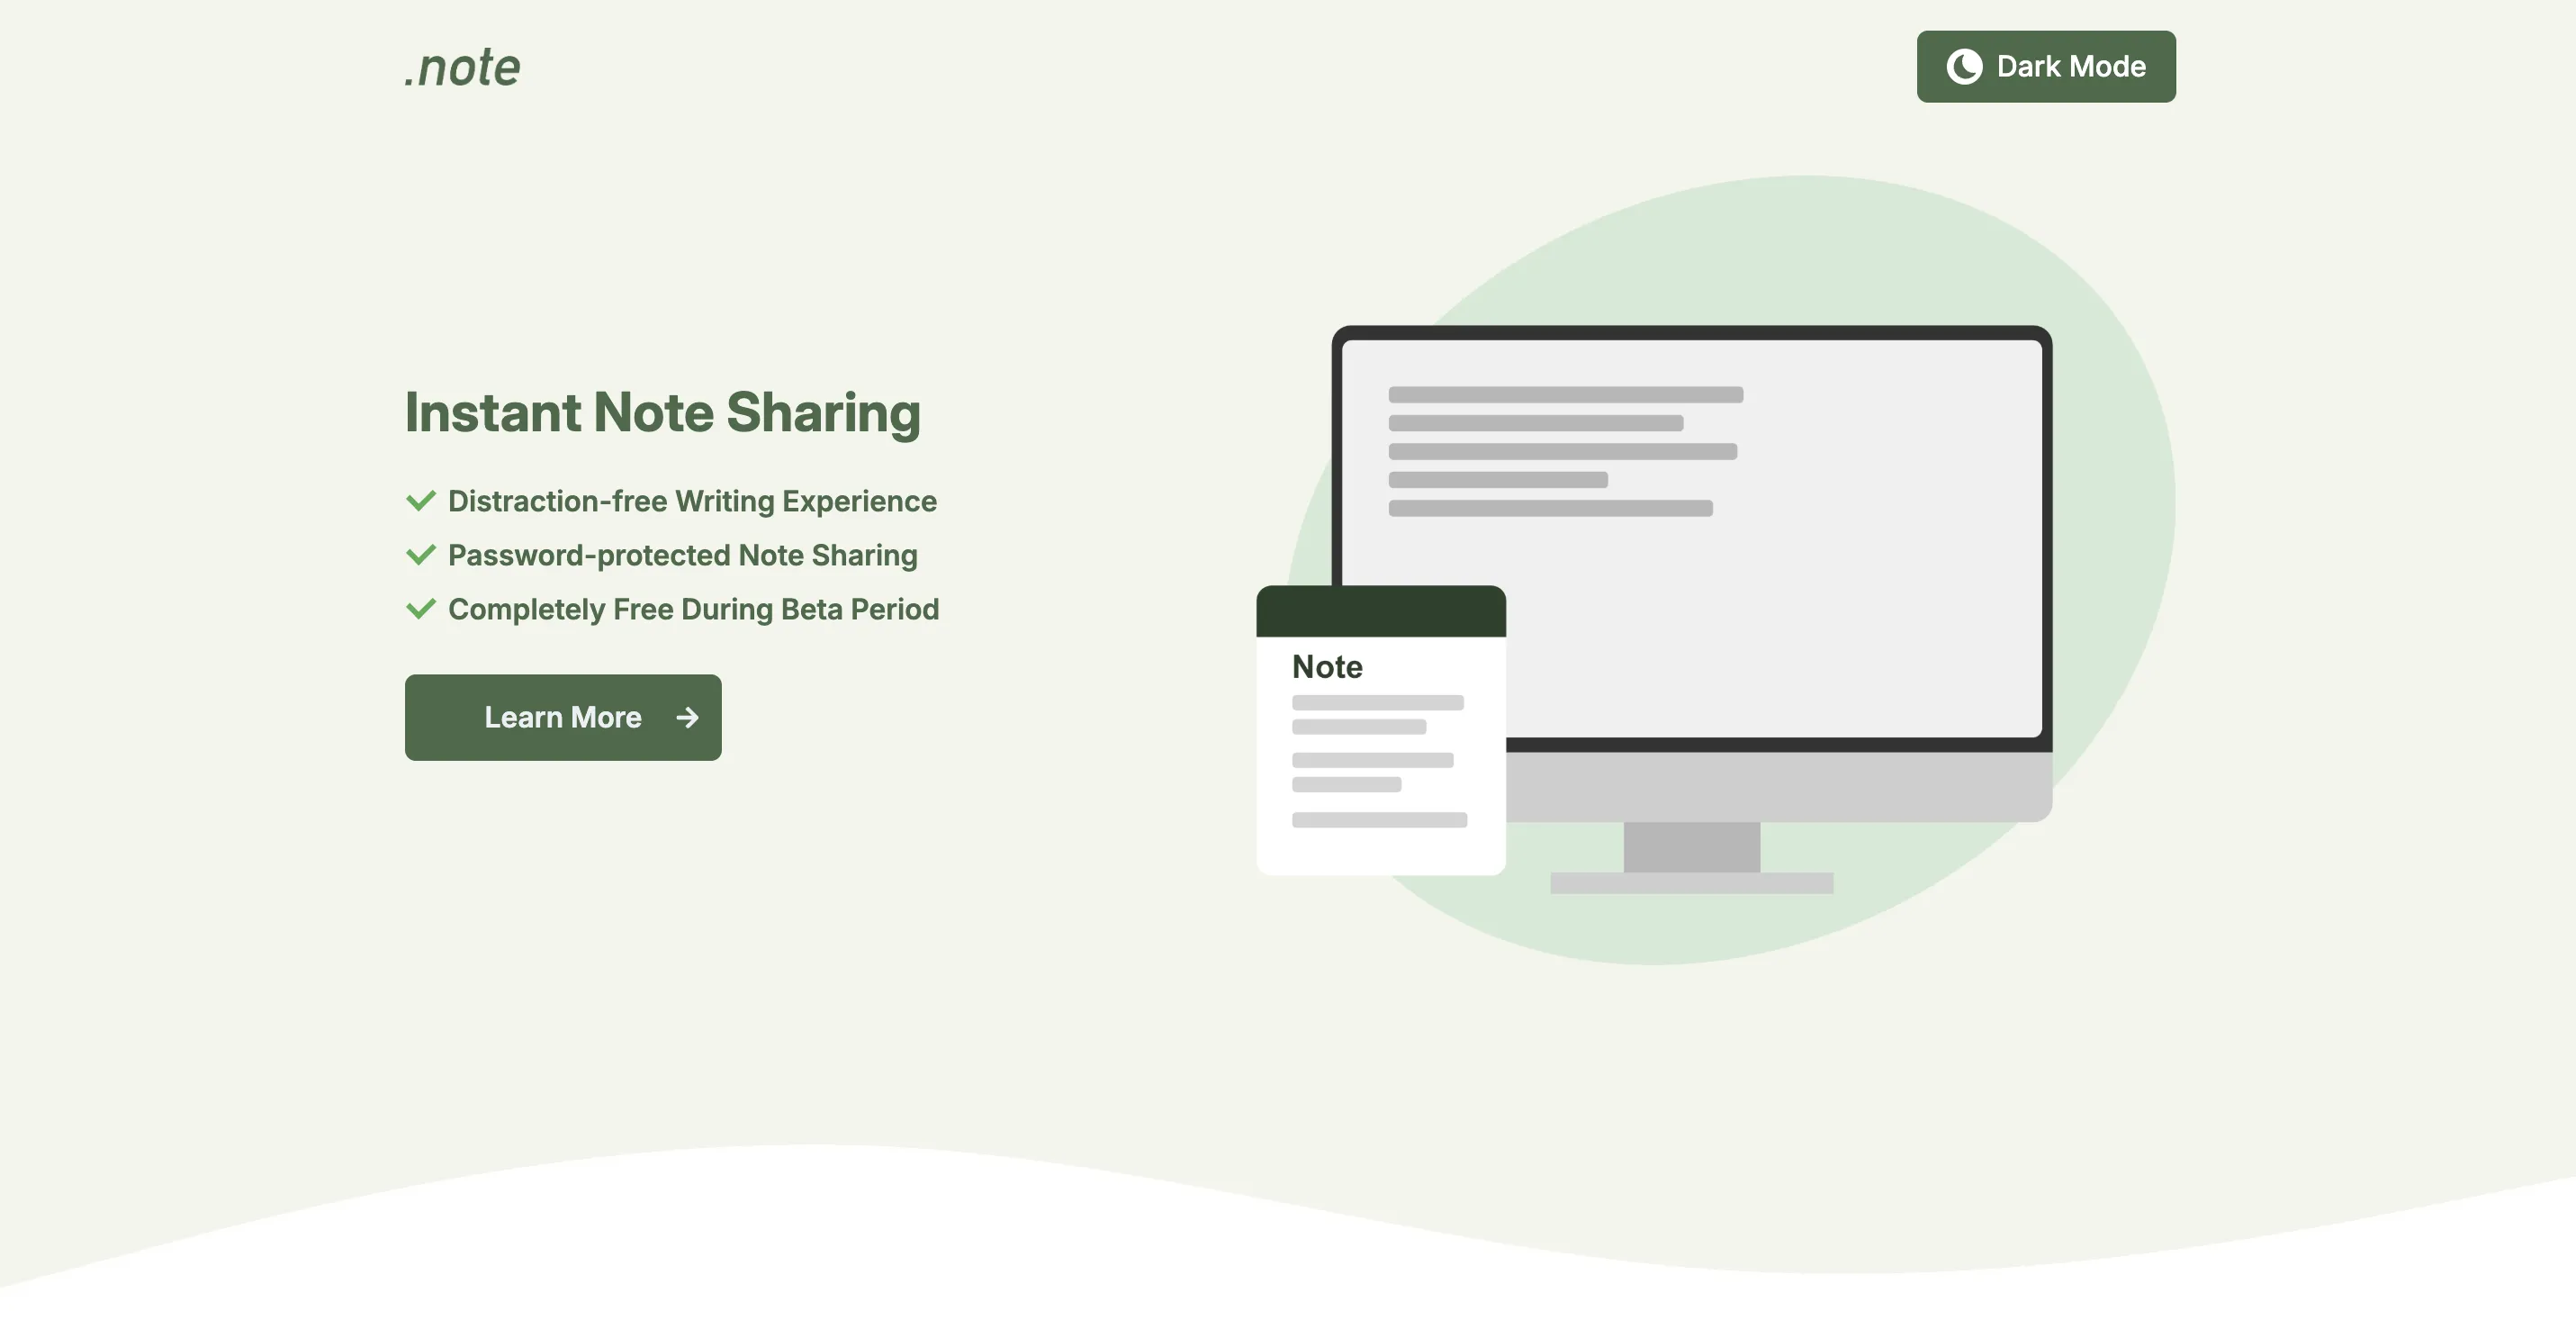 .note
Dark Mode
Instant Note Sharing
Distraction-free Writing Experience
Password-protected Note Sharing
Completely Free During Beta Period
Learn More
Note